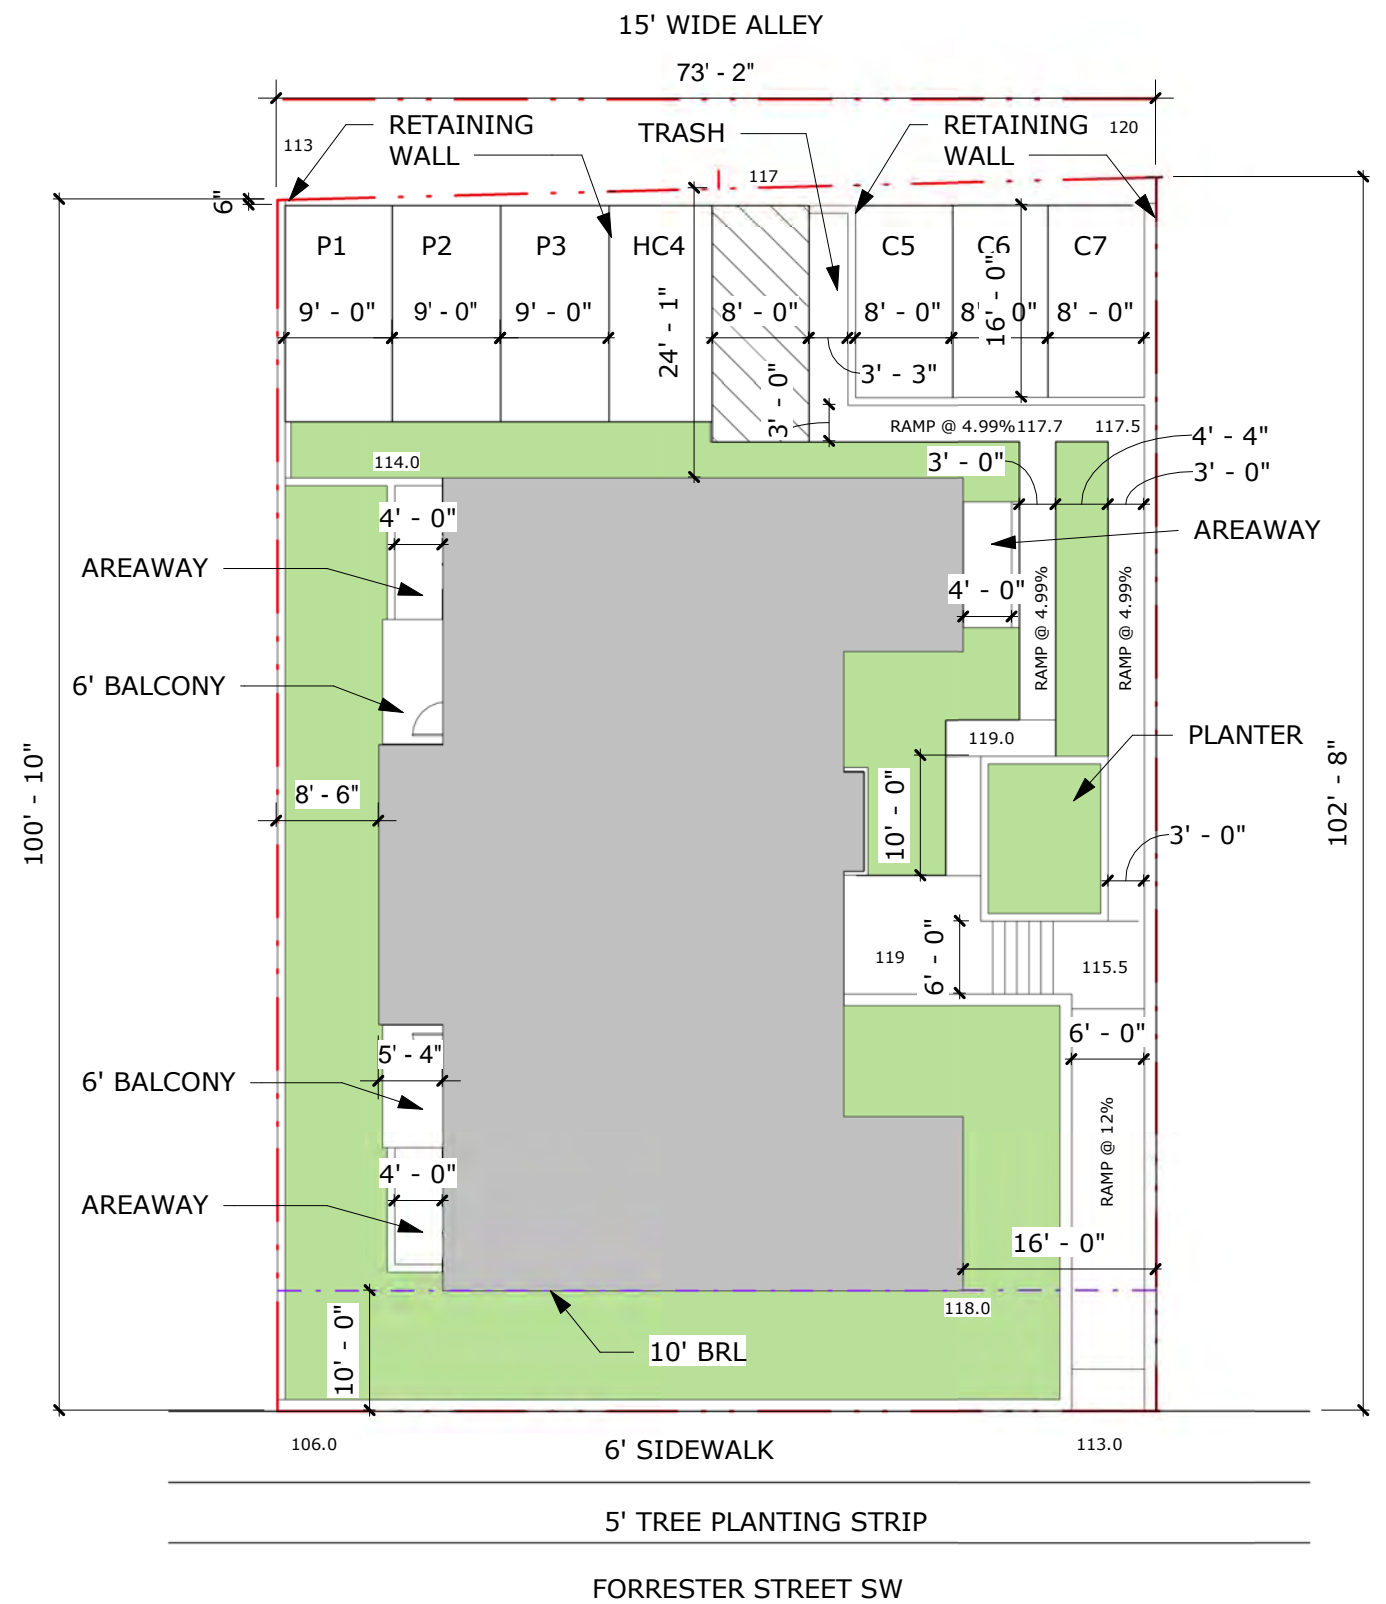 15' WIDE ALLEY
73' - 2"
RETAINING
WALL
TRASH
RETAINING
WALL
113
120
117
6"
P1
P2
P3
HC4
C5
C6
C7
9' - 0"
9' - 0"
9' - 0"
24' - 1"
8' - 0"
8' - 0"
8' - 0"
16' - 0"
8' - 0"
3' - 3"
3' - 0"
RAMP @ 4.99%
117.7
117.5
4' - 4"
3' - 0"
3' - 0"
114.0
4' - 0"
AREAWAY
AREAWAY
4' - 0"
RAMP @ 4.99%
RAMP @ 4.99%
6' BALCONY
119.0
PLANTER
100' - 10"
102' - 8"
8' - 6"
10' - 0"
3' - 0"
119
6' - 0"
115.5
6' - 0"
5' - 4"
6' BALCONY
RAMP @ 12%
4' - 0"
AREAWAY
16' - 0"
118.0
10' - 0"
10' BRL
106.0
6' SIDEWALK
113.0
5' TREE PLANTING STRIP
FORRESTER STREET SW